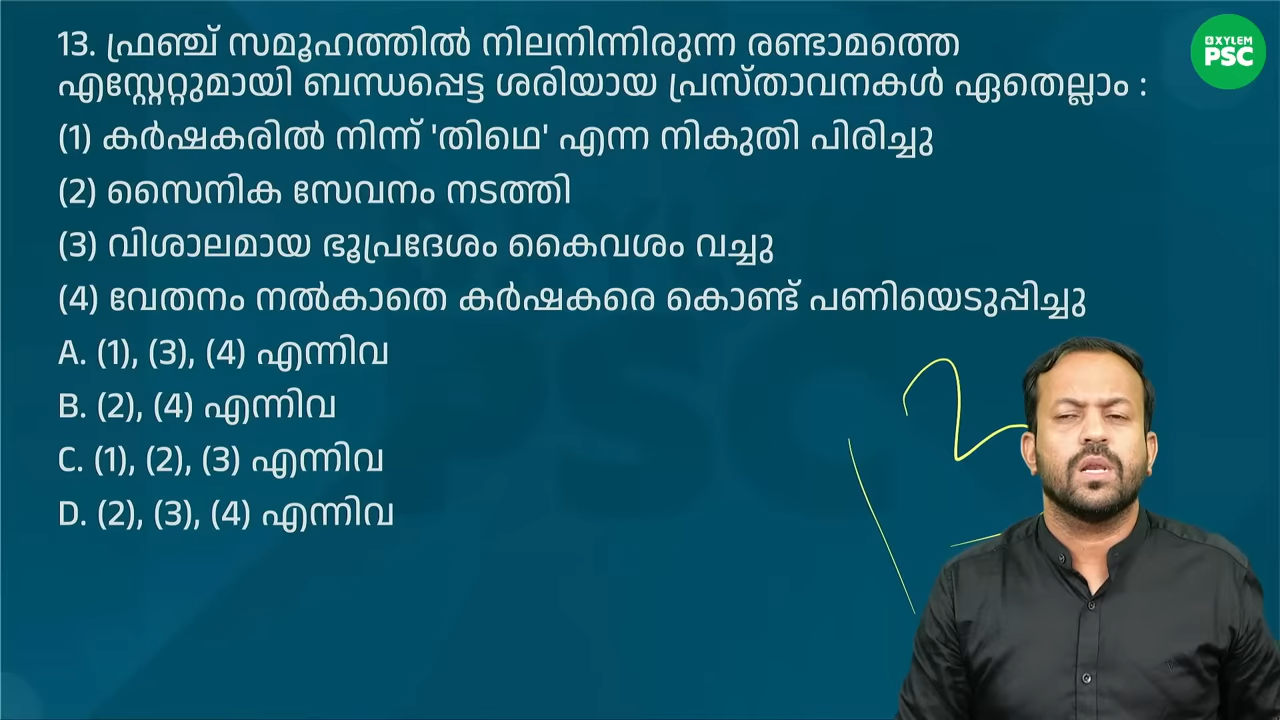 13. ഫ്രഞ്ച് സമൂഹത്തിൽ നിലനിന്നിരുന്ന രണ്ടാമത്തെ
എസ്റ്റേറ്റുമായി ബന്ധപ്പെട്ട ശരിയായ പ്രസ്താവനകൾ ഏതെല്ലാം :
(1) കർഷകരിൽ നിന്ന് 'തിഥെ' എന്ന നികുതി പിരിച്ചു
(2) സൈനിക സേവനം നടത്തി
(3) വിശാലമായ ഭൂപ്രദേശം കൈവശം വച്ചു
(4) വേതനം നൽകാതെ കർഷകരെ കൊണ്ട് പണിയെടുപ്പിച്ചു
A. (1), (3), (4) എന്നിവ
B. (2), (4) എന്നിവ
C. (1), (2), (3) എന്നിവ
D. (2), (3), (4) എന്നിവ
XYLEM
PSC
2